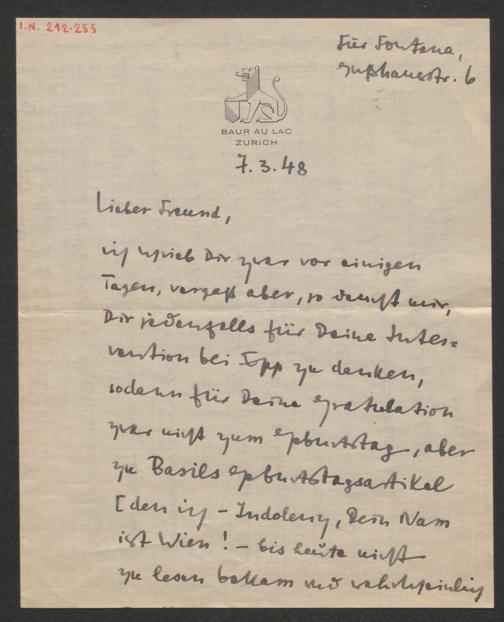 I.N. 212.255
Für Fontana,
Gußhausstr. 6
BAUR AU LAC
ZURICH
7.3.48
Lieber Freund,
ich schrieb Dir zwar vor einigen
Tagen, vergaß aber, so dünkt mir,
Dir jedenfalls für Deine Inter=
vention bei Epp zu danken,
sodann für Deine Gratulation
zwar nicht zum Geburtstag, aber
zu Basils Geburtstagsartikel
[den ich – Indolenz, Dein Nam
ist Wien! – bis heute nicht
zu lesen bekam und wahrscheinlich